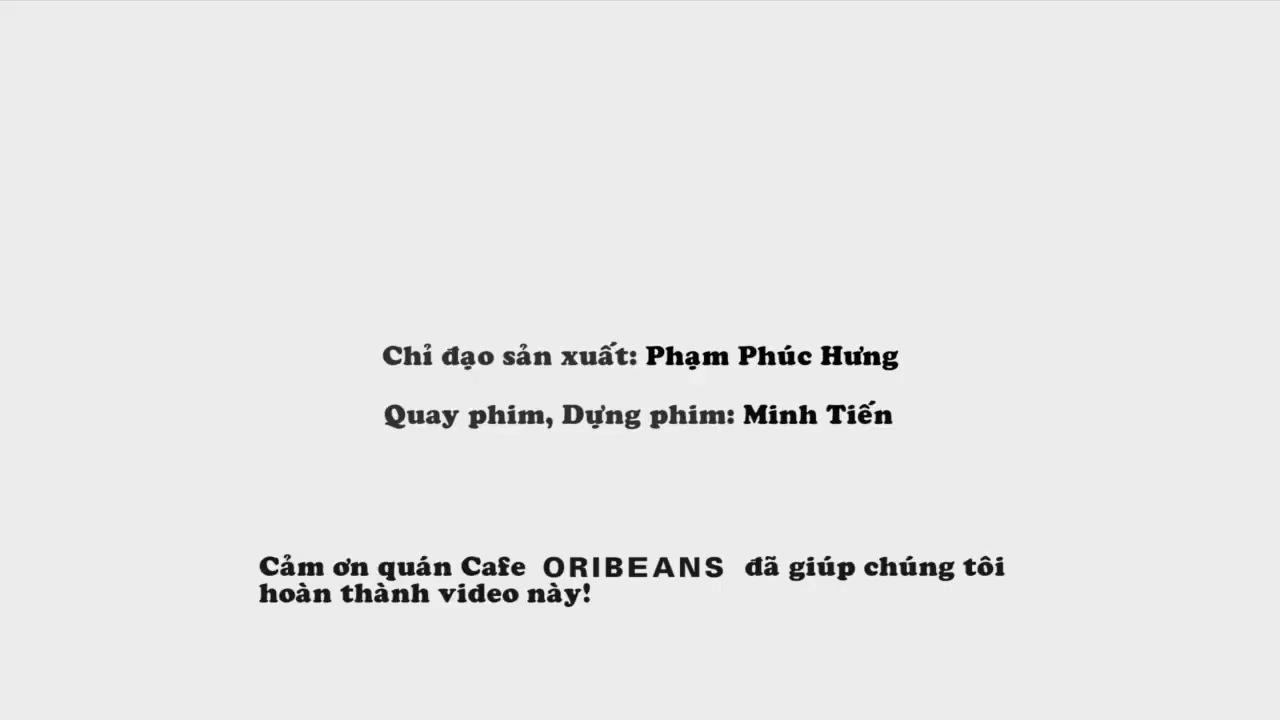 Chỉ đạo sản xuất: Phạm Phúc Hưng
Quay phim, Dựng phim: Minh Tiến
Cảm ơn quán Cafe ORIBEANS đã giúp chúng tôi
hoàn thành video này!